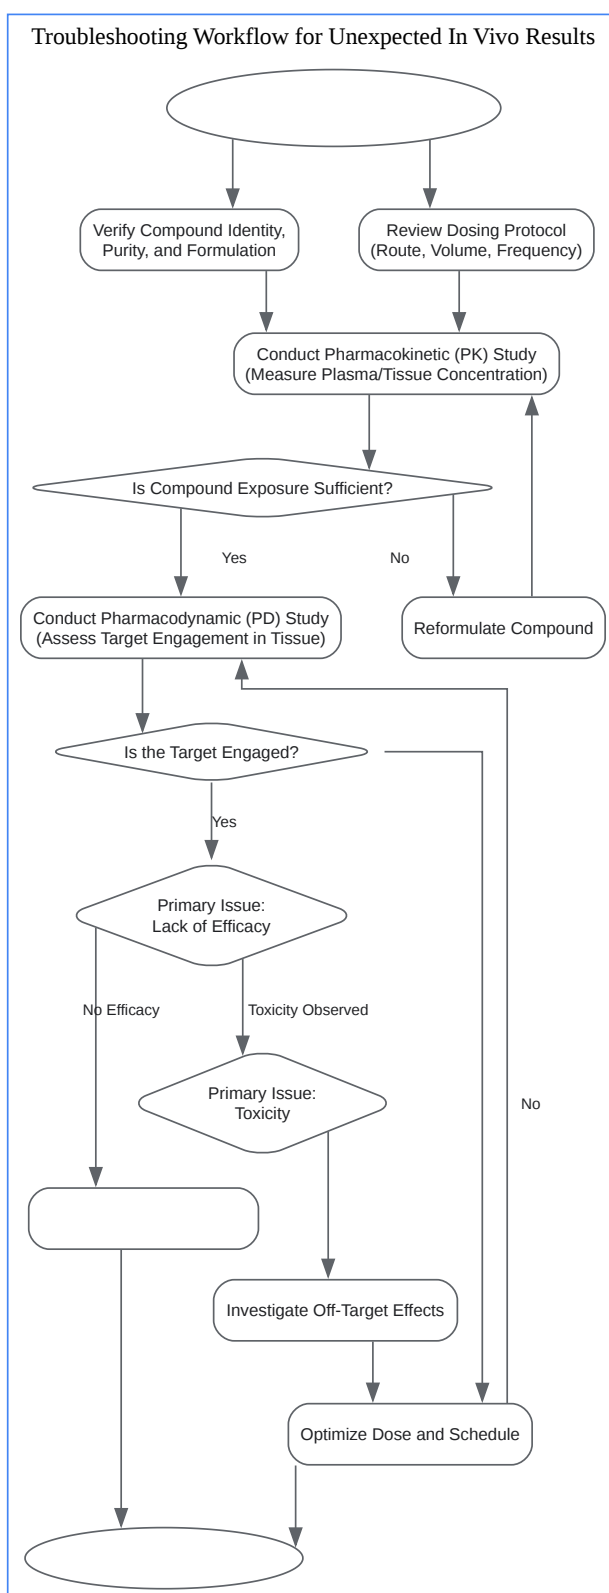 Troubleshooting Workflow for Unexpected In Vivo Results
Verify Compound Identity,
Purity, and Formulation
Review Dosing Protocol
(Route, Volume, Frequency)
Conduct Pharmacokinetic (PK) Study
(Measure Plasma/Tissue Concentration)
Is Compound Exposure Sufficient?
Yes
No
Conduct Pharmacodynamic (PD) Study
(Assess Target Engagement in Tissue)
Reformulate Compound
Is the Target Engaged?
Yes
Primary Issue:
Lack of Efficacy
No Efficacy
Toxicity Observed
Primary Issue:
Toxicity
No
Investigate Off-Target Effects
Optimize Dose and Schedule